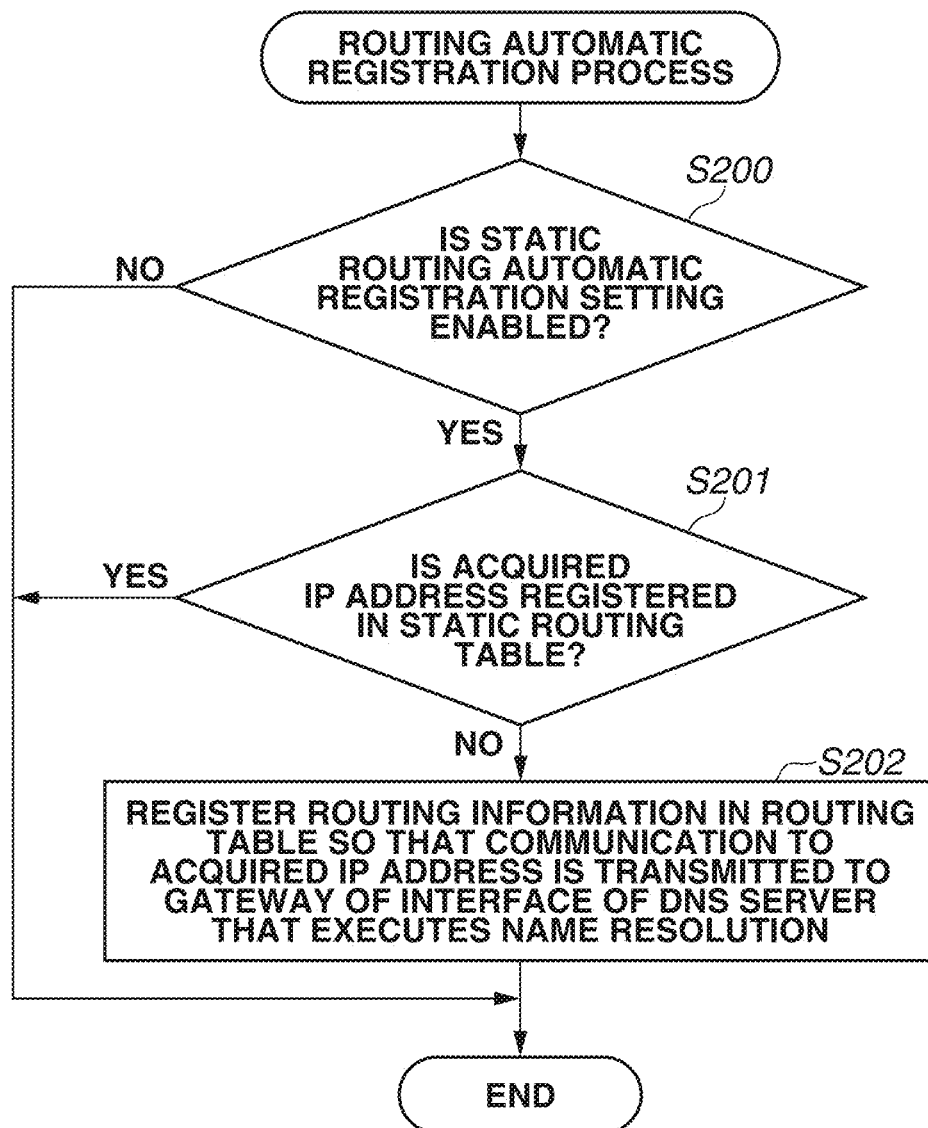 ROUTING AUTOMATIC
REGISTRATION PROCESS
S200
IS STATIC
ROUTING AUTOMATIC
REGISTRATION SETTING
ENABLED?
NO
YES
S201
IS ACQUIRED
IP ADDRESS REGISTERED
IN STATIC ROUTING
TABLE?
YES
NO
S202
REGISTER ROUTING INFORMATION IN ROUTING
TABLE SO THAT COMMUNICATION TO
ACQUIRED IP ADDRESS IS TRANSMITTED TO
GATEWAY OF INTERFACE OF DNS SERVER
THAT EXECUTES NAME RESOLUTION
END